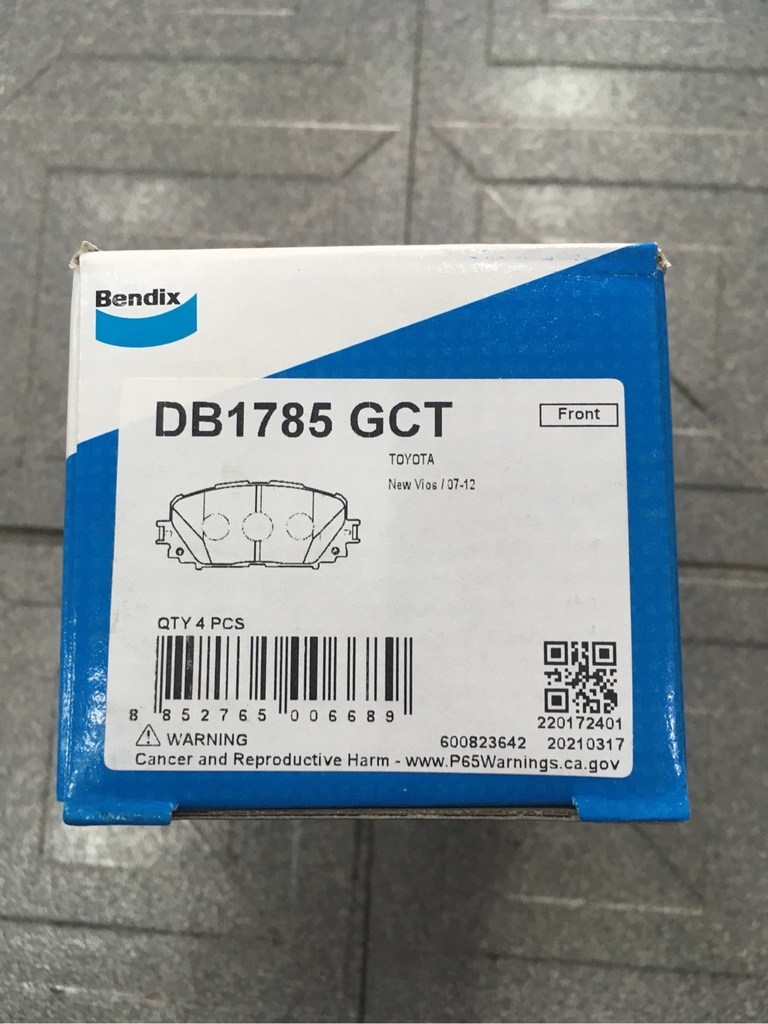 Bendix
DB1785 GCT
Front
TOYOTA
New Vios / 07-12
QTY 4 PCS
8 852765 006689
220172401
WARNING
600823642 20210317
Cancer and Reproductive Harm - www.P65Warnings.ca.gov